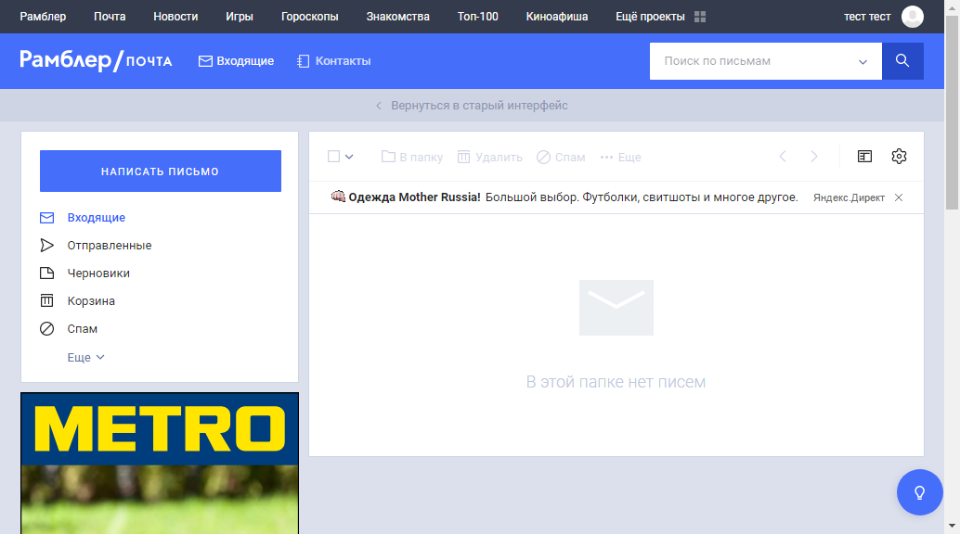 Рамблер Почта Новости Игры Гороскопы Знакомства Топ-100 Киноафиша Ещё проекты тест тест
Рамблер/почта Входящие Контакты Поиск по письмам
Вернуться в старый интерфейс
НАПИСАТЬ ПИСЬМО
Входящие
Отправленные
Черновики
Корзина
Спам
Еще
В папку Удалить Спам Еще
Одежда Mother Russia! Большой выбор. Футболки, свитшоты и многое другое. Яндекс.Директ
В этой папке нет писем
METRO